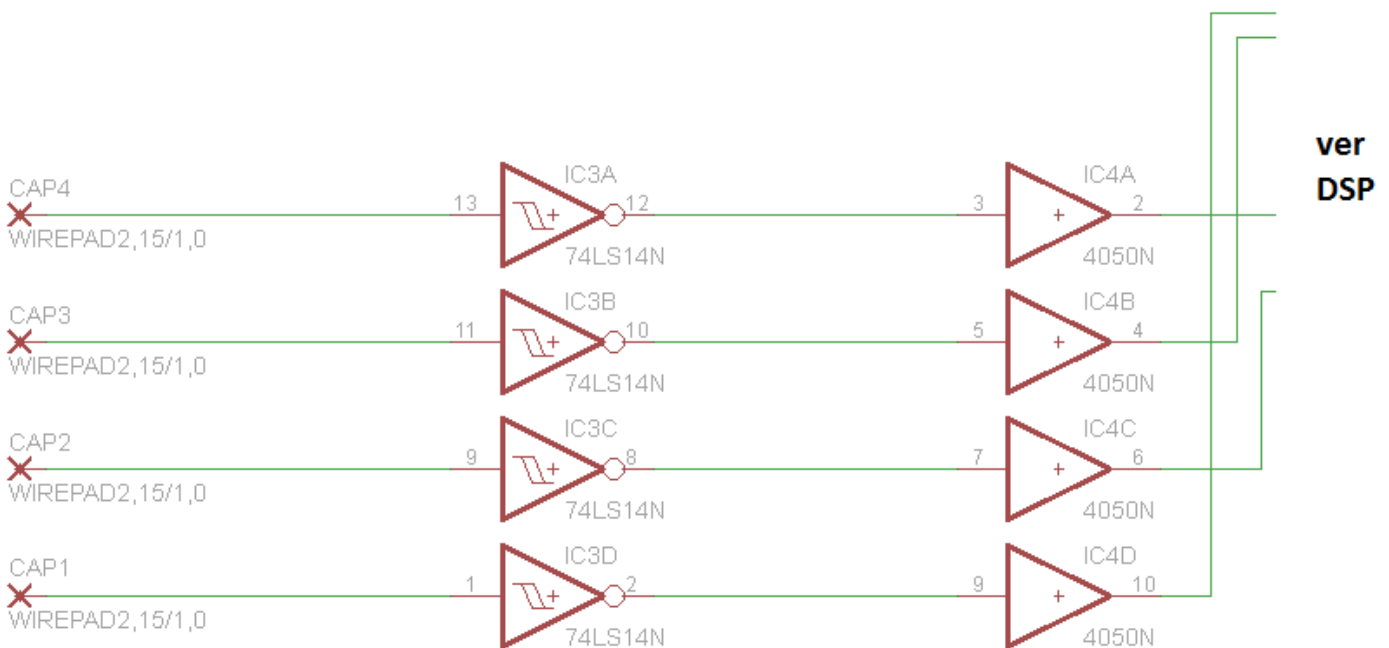 CAP4
WIREPAD2,15/1,0
13
IC3A
12
74LS14N
3
IC4A
2
4050N
ver
DSP
CAP3
WIREPAD2,15/1,0
11
IC3B
10
74LS14N
5
IC4B
4
4050N
CAP2
WIREPAD2,15/1,0
9
IC3C
8
74LS14N
7
IC4C
6
4050N
CAP1
WIREPAD2,15/1,0
1
IC3D
2
74LS14N
9
IC4D
10
4050N